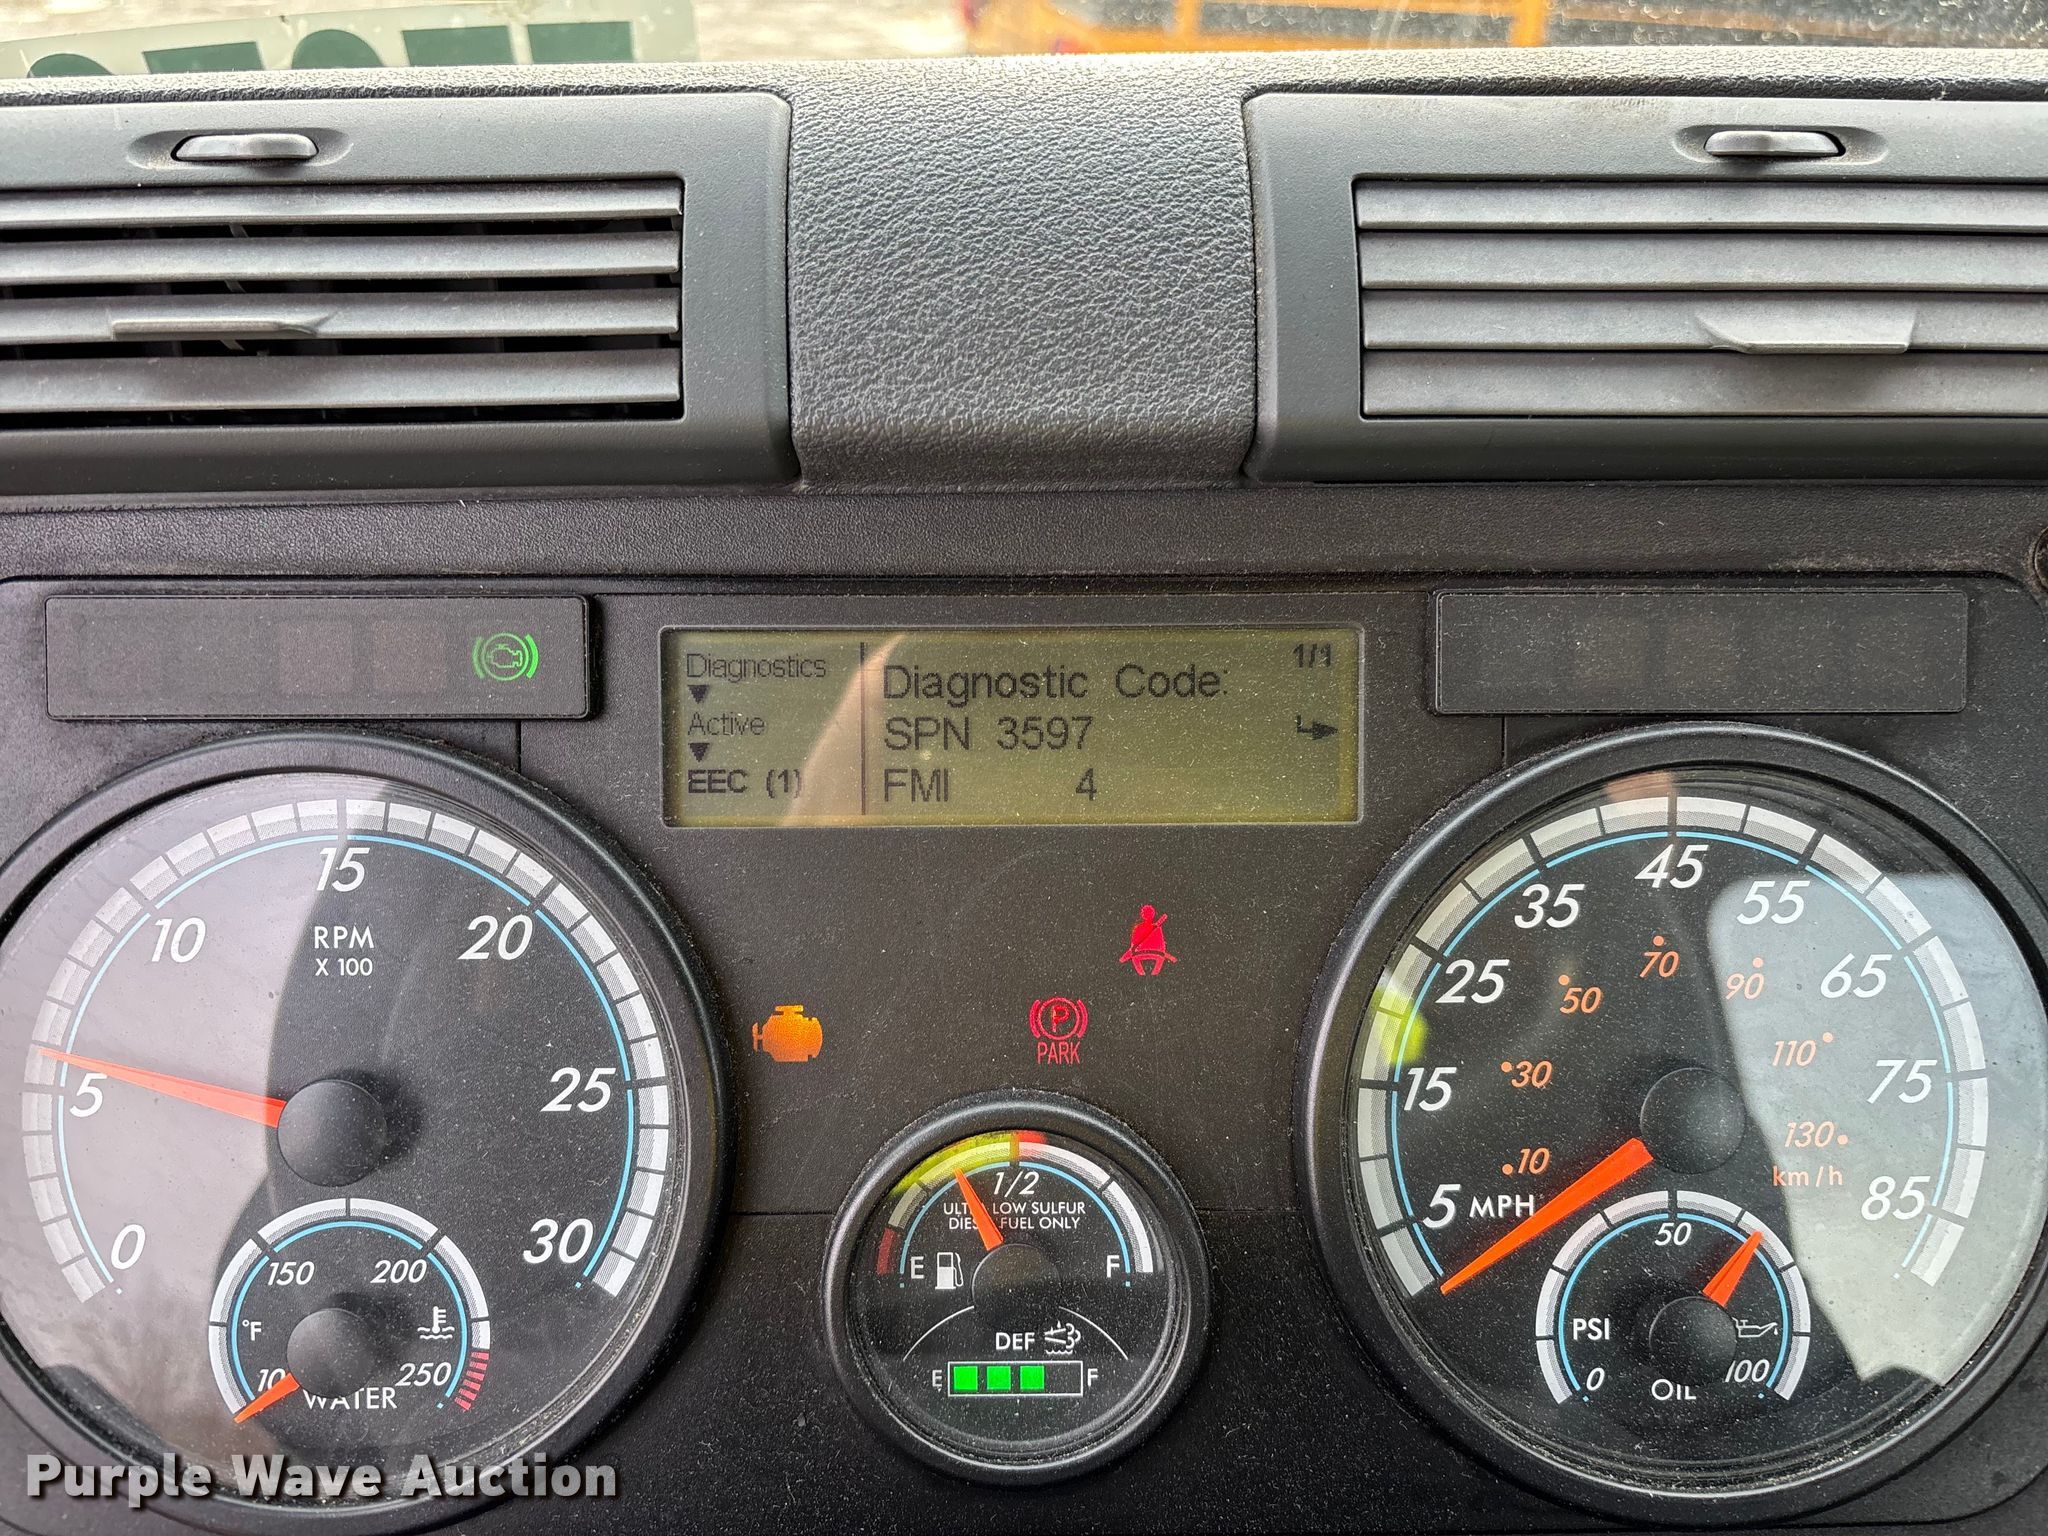 Diagnostics
Active
EEC (1)
Diagnostic Code:
1/1
SPN 3597
FMI 4
0
5
10
15
20
25
30
RPM
X 100
°F
10
150
200
250
WATER
PARK
1/2
ULTRA LOW SULFUR
DIESEL FUEL ONLY
E
F
DEF
E
F
5
15
25
35
45
55
65
75
85
MPH
10
30
50
70
90
110
130
km/h
PSI
0
50
100
OIL
Purple Wave Auction